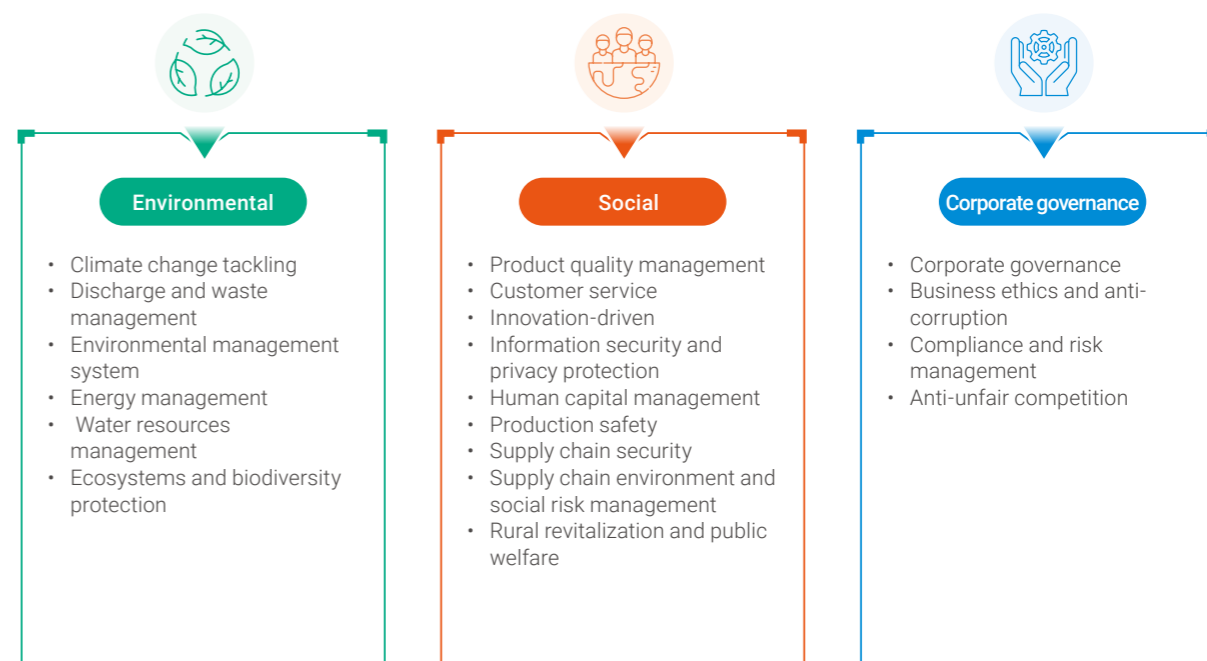 Environmental
• Climate change tackling
• Discharge and waste
management
• Environmental management
system
• Energy management
• Water resources
management
• Ecosystems and biodiversity
protection
Social
• Product quality management
• Customer service
• Innovation-driven
• Information security and
privacy protection
• Human capital management
• Production safety
• Supply chain security
• Supply chain environment and
social risk management
• Rural revitalization and public
welfare
Corporate governance
• Corporate governance
• Business ethics and anti-
corruption
• Compliance and risk
management
• Anti-unfair competition